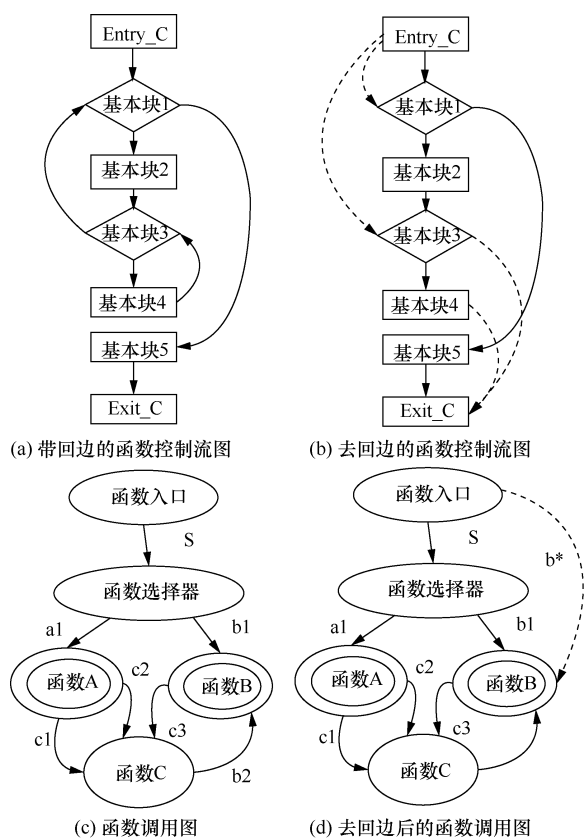 Entry_C
基本块1
基本块2
基本块3
基本块4
基本块5
Exit_C
(a) 带回边的函数控制流图
Entry_C
基本块1
基本块2
基本块3
基本块4
基本块5
Exit_C
(b) 去回边的函数控制流图
函数入口
S
函数选择器
a1
b1
函数A
c2
函数B
c1
c3
函数C
b2
(c) 函数调用图
函数入口
S
b*
函数选择器
a1
b1
函数A
c2
函数B
c1
c3
函数C
(d) 去回边后的函数调用图